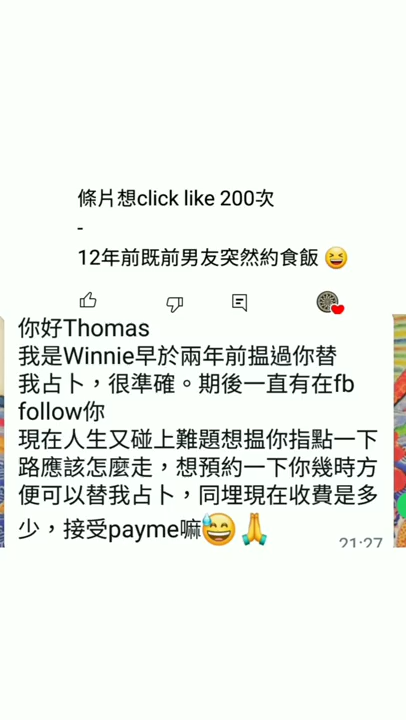 條片想click like 200次
-
12年前既前男友突然約食飯 😆
你好Thomas
我是Winnie早於兩年前搵過你替
我占卜，很準確。期後一直有在fb
follow你
現在人生又碰上難題想搵你指點一下
路應該怎麼走，想預約一下你幾時方
便可以替我占卜，同埋現在收費是多
少，接受payme嘛😅🙏
21:27